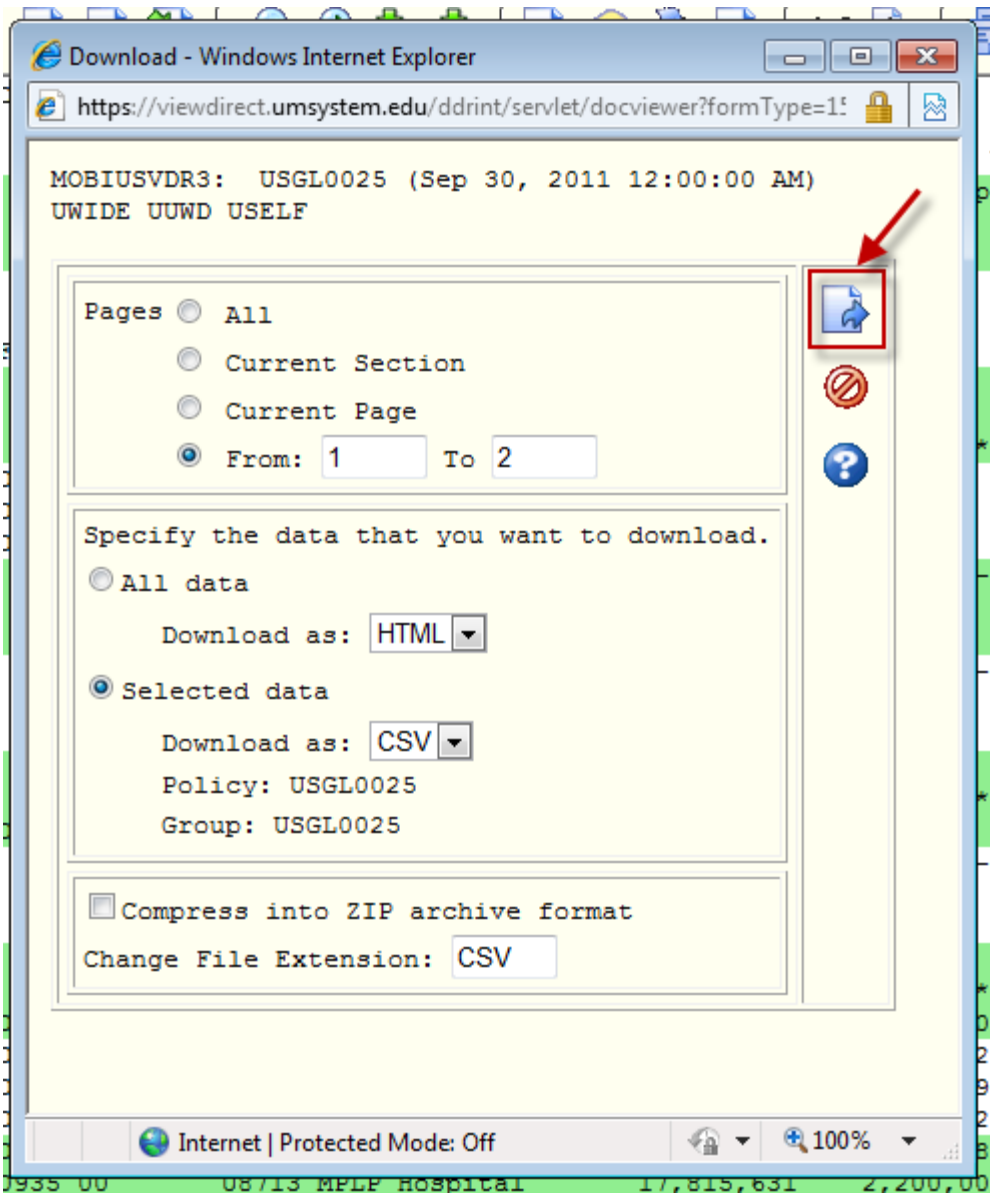 Download - Windows Internet Explorer
https://viewdirect.umsystem.edu/ddrint/servlet/docviewer?formType=15
MOBIUSVDR3: USGL0025 (Sep 30, 2011 12:00:00 AM)
UWIDE UUWD USELF
Pages All
Current Section
Current Page
From: 1 To 2
Specify the data that you want to download.
All data
Download as: HTML
Selected data
Download as: CSV
Policy: USGL0025
Group: USGL0025
Compress into ZIP archive format
Change File Extension: CSV
Internet | Protected Mode: Off 100%
0935 00 08713 MPLP Hospital 17,815,631 2,200,00